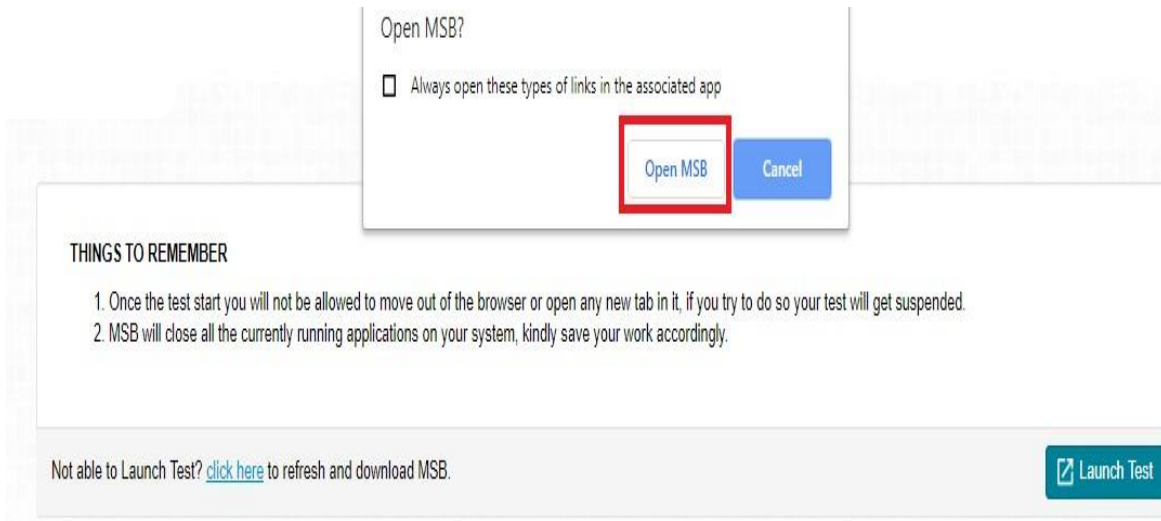 Open MSB?
Always open these types of links in the associated app
Open MSB Cancel
THINGS TO REMEMBER
1. Once the test start you will not be allowed to move out of the browser or open any new tab in it, if you try to do so your test will get suspended.
2. MSB will close all the currently running applications on your system, kindly save your work accordingly.
Not able to Launch Test? click here to refresh and download MSB. Launch Test